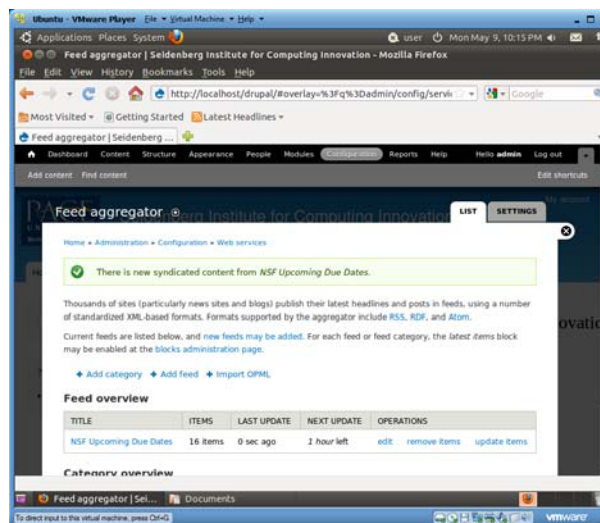 Ubuntu - VMware Player File Virtual Machine Help
Applications Places System user Mon May 9, 10:15 PM
Feed aggregator | Seidenberg Institute for Computing Innovation - Mozilla Firefox
File Edit View History Bookmarks Tools Help
http://localhost/drupal/#overlay=%3Fq%3Dadmin/config/servi Google
Most Visited Getting Started Latest Headlines
Feed aggregator | Seidenberg ...
Dashboard Content Structure Appearance People Modules Configuration Reports Help Hello admin Log out
Add content Find content Edit shortcuts
Feed aggregator LIST SETTINGS
Home » Administration » Configuration » Web services
There is new syndicated content from NSF Upcoming Due Dates.
Thousands of sites (particularly news sites and blogs) publish their latest headlines and posts in feeds, using a number
of standardized XML-based formats. Formats supported by the aggregator include RSS, RDF, and Atom.
Current feeds are listed below, and new feeds may be added. For each feed or feed category, the latest items block
may be enabled at the blocks administration page.
+ Add category + Add feed + Import OPML
Feed overview
TITLE ITEMS LAST UPDATE NEXT UPDATE OPERATIONS
NSF Upcoming Due Dates 16 items 0 sec ago 1 hour left edit remove items update items
Category overview
Feed aggregator | Sei... Documents
To direct input to this virtual machine, press Ctrl+G. vmware